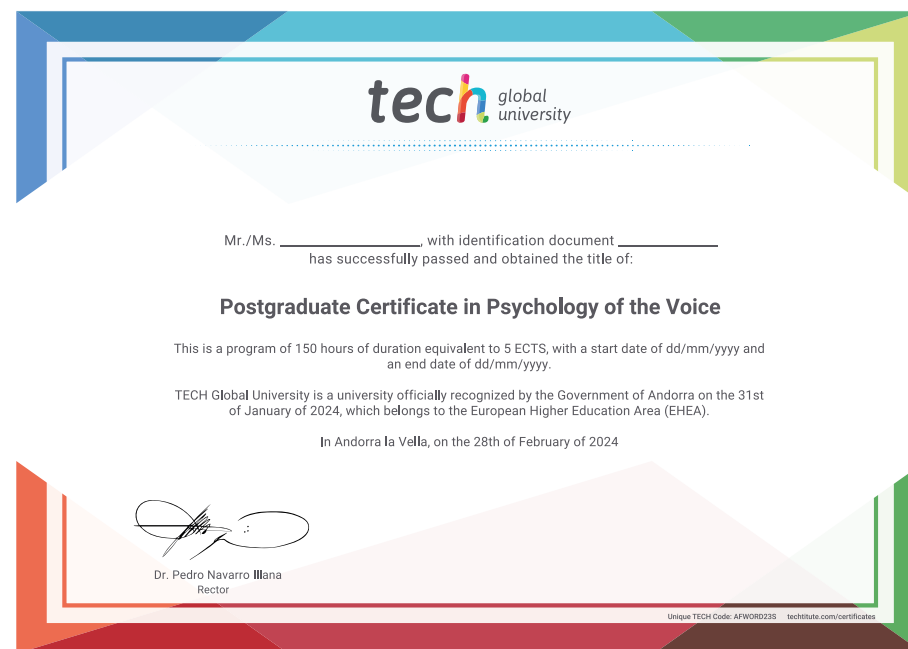 tech global university
Mr./Ms. ____________, with identification document ____________
has successfully passed and obtained the title of:
Postgraduate Certificate in Psychology of the Voice
This is a program of 150 hours of duration equivalent to 5 ECTS, with a start date of dd/mm/yyyy and
an end date of dd/mm/yyyy.
TECH Global University is a university officially recognized by the Government of Andorra on the 31st
of January of 2024, which belongs to the European Higher Education Area (EHEA).
In Andorra la Vella, on the 28th of February of 2024
Dr. Pedro Navarro Illana
Rector
Unique TECH Code: AFWORD23S techtitute.com/certificates